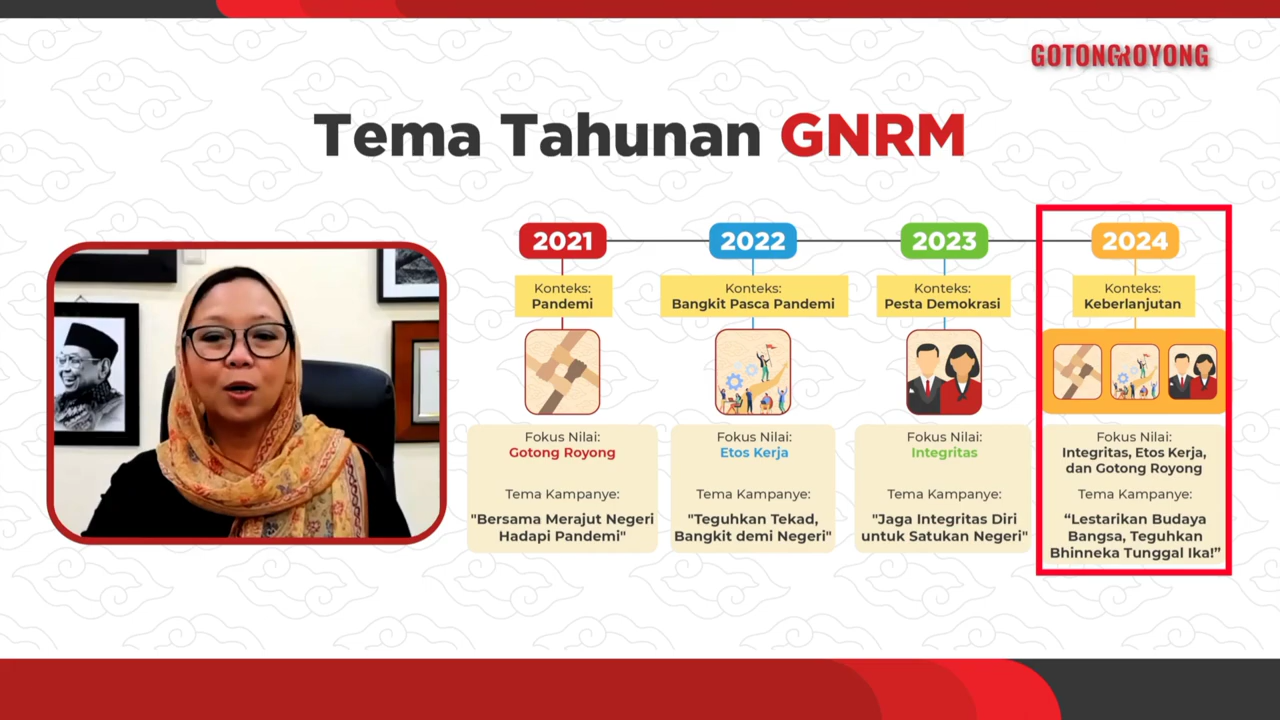 GOTONGROYONG
Tema Tahunan GNRM
2021
Konteks:
Pandemi
Fokus Nilai:
Gotong Royong
Tema Kampanye:
"Bersama Merajut Negeri
Hadapi Pandemi"
2022
Konteks:
Bangkit Pasca Pandemi
Fokus Nilai:
Etos Kerja
Tema Kampanye:
"Teguhkan Tekad,
Bangkit demi Negeri"
2023
Konteks:
Pesta Demokrasi
Fokus Nilai:
Integritas
Tema Kampanye:
"Jaga Integritas Diri
untuk Satukan Negeri"
2024
Konteks:
Keberlanjutan
Fokus Nilai:
Integritas, Etos Kerja,
dan Gotong Royong
Tema Kampanye:
“Lestarikan Budaya
Bangsa, Teguhkan
Bhinneka Tunggal Ika!”